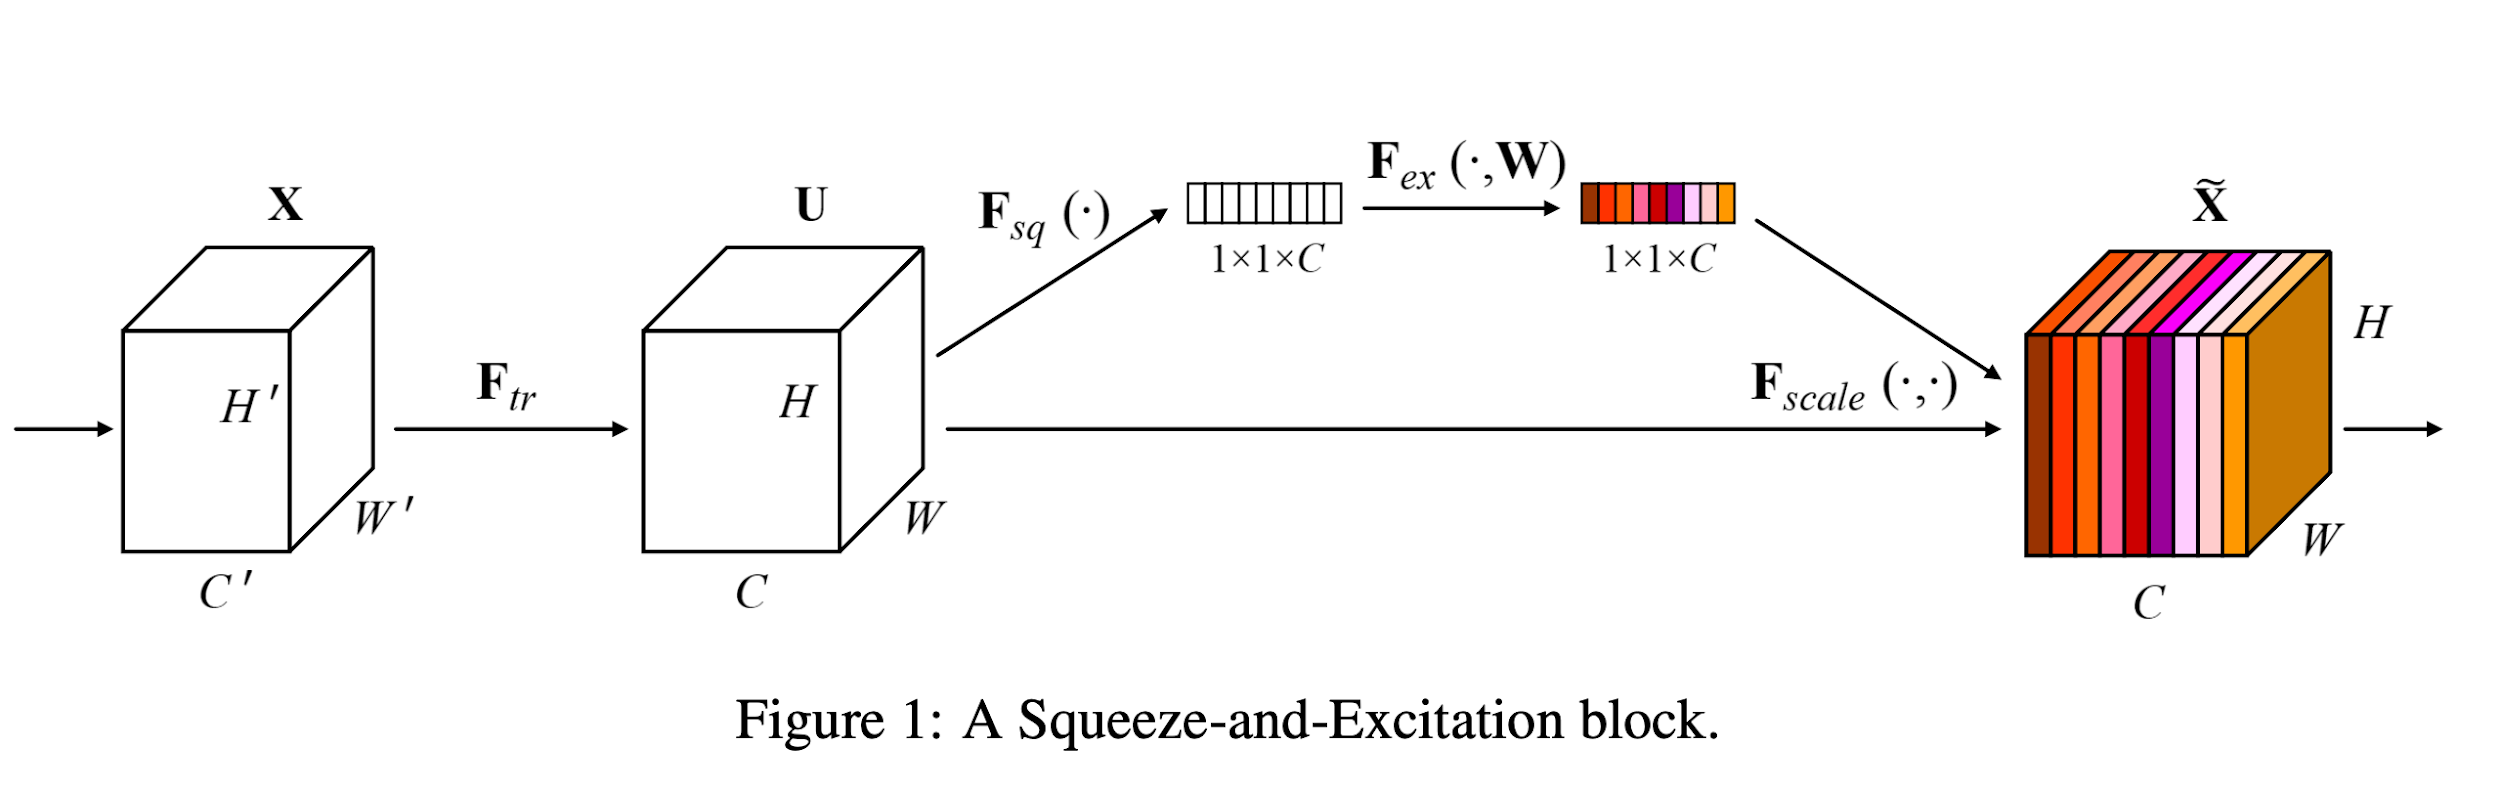 X
U
F_sq (·)
F_ex (·,W)
X̃
1×1×C
1×1×C
H′
F_tr
H
F_scale (·,·)
H
W′
W
W
C′
C
C
Figure 1: A Squeeze-and-Excitation block.